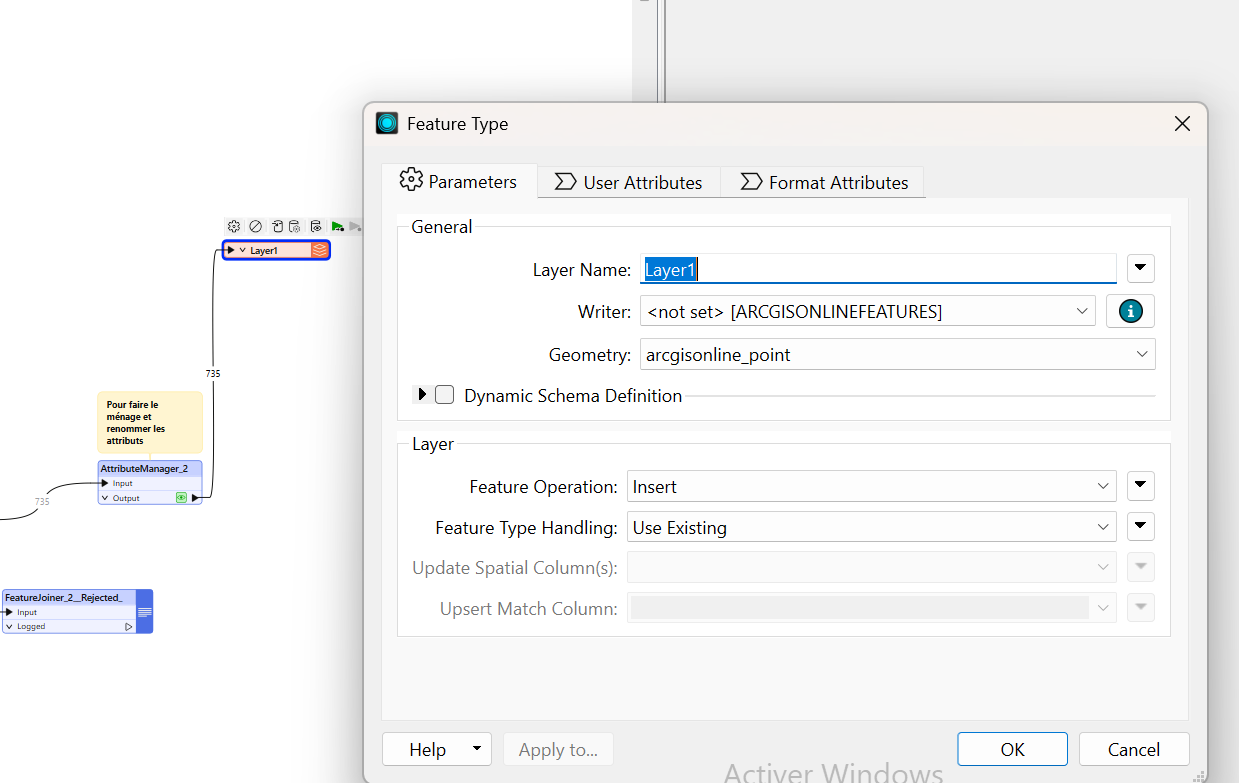 Feature Type
Parameters
User Attributes
Format Attributes
General
Layer Name: Layer1
Writer: <not set> [ARCGISONLINEFEATURES]
Geometry: arcgisonline_point
Dynamic Schema Definition
Layer
Feature Operation: Insert
Feature Type Handling: Use Existing
Update Spatial Column(s):
Upsert Match Column:
Help
Apply to...
OK
Cancel
Layer1
735
Pour faire le
ménage et
renommer les
attributs
AttributeManager_2
Input
Output
735
FeatureJoiner_2__Rejected_
Input
Logged
Activer Windows